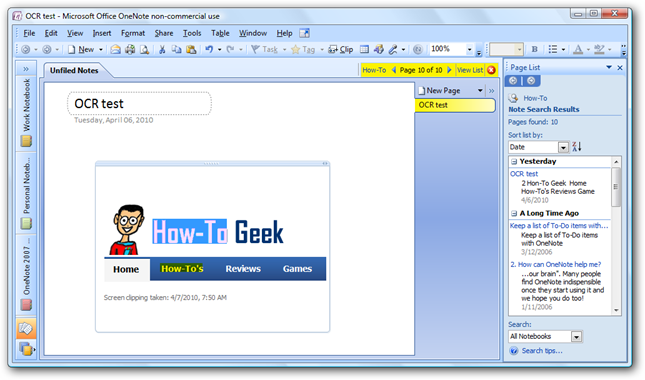 OCR test - Microsoft Office OneNote non-commercial use
File Edit View Insert Format Share Tools Table Window Help
New Task Tag Clip 100% B A
Unfiled Notes
How-To Page 10 of 10 View List
Work Notebook
Personal Noteb...
OneNote 2007 ...
OCR test
Tuesday, April 06, 2010
How-To Geek
Home How-To's Reviews Games
Screen clipping taken: 4/7/2010, 7:50 AM
New Page
OCR test
Page List
How-To
Note Search Results
Pages found: 10
Sort list by:
Date
Yesterday
OCR test
2 Hon-To Geek Home
How-To's Reviews Game
4/6/2010
A Long Time Ago
Keep a list of To-Do items with...
Keep a list of To-Do items
with OneNote
3/12/2006
2. How can OneNote help me?
...our brain". Many people
find OneNote indispensible
once they start using it and
we hope you do too!
1/11/2006
Search:
All Notebooks
Search tips...